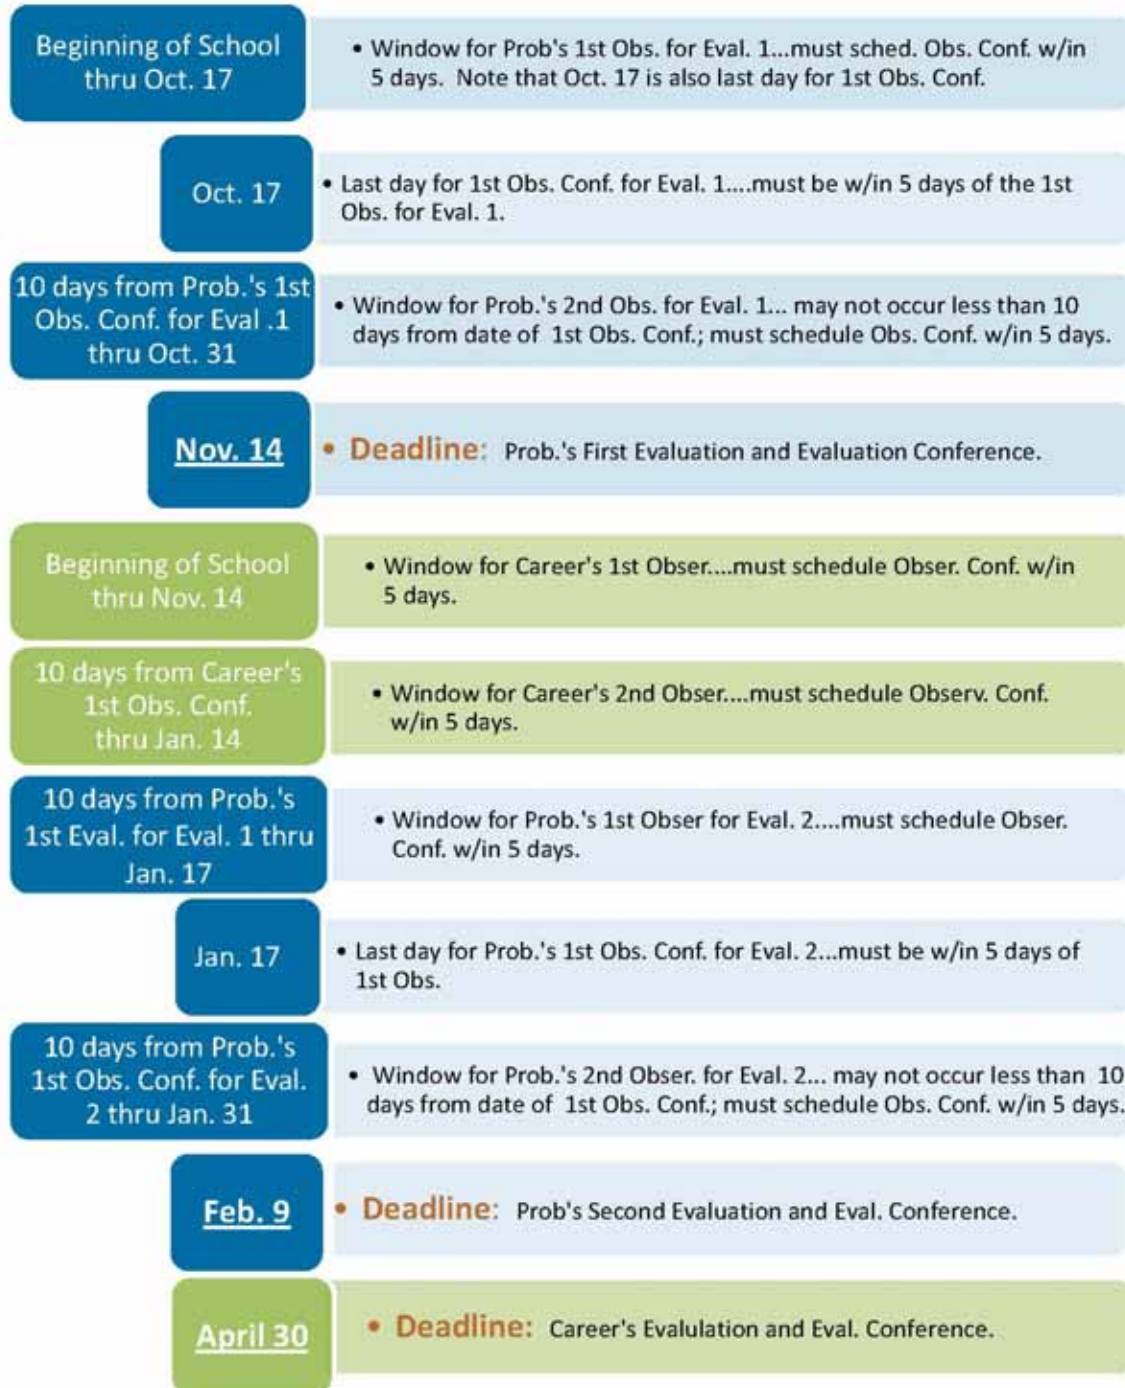 Beginning of School
thru Oct. 17
• Window for Prob's 1st Obs. for Eval. 1...must sched. Obs. Conf. w/in
5 days. Note that Oct. 17 is also last day for 1st Obs. Conf.
Oct. 17
• Last day for 1st Obs. Conf. for Eval. 1....must be w/in 5 days of the 1st
Obs. for Eval. 1.
10 days from Prob.'s 1st
Obs. Conf. for Eval .1
thru Oct. 31
• Window for Prob.'s 2nd Obs. for Eval. 1... may not occur less than 10
days from date of 1st Obs. Conf.; must schedule Obs. Conf. w/in 5 days.
Nov. 14
• Deadline: Prob.'s First Evaluation and Evaluation Conference.
Beginning of School
thru Nov. 14
• Window for Career's 1st Obser....must schedule Obser. Conf. w/in
5 days.
10 days from Career's
1st Obs. Conf.
thru Jan. 14
• Window for Career's 2nd Obser....must schedule Observ. Conf.
w/in 5 days.
10 days from Prob.'s
1st Eval. for Eval. 1 thru
Jan. 17
• Window for Prob.'s 1st Obser for Eval. 2....must schedule Obser.
Conf. w/in 5 days.
Jan. 17
• Last day for Prob.'s 1st Obs. Conf. for Eval. 2...must be w/in 5 days of
1st Obs.
10 days from Prob.'s
1st Obs. Conf. for Eval.
2 thru Jan. 31
• Window for Prob.'s 2nd Obser. for Eval. 2... may not occur less than 10
days from date of 1st Obs. Conf.; must schedule Obs. Conf. w/in 5 days.
Feb. 9
• Deadline: Prob's Second Evaluation and Eval. Conference.
April 30
• Deadline: Career's Evalulation and Eval. Conference.